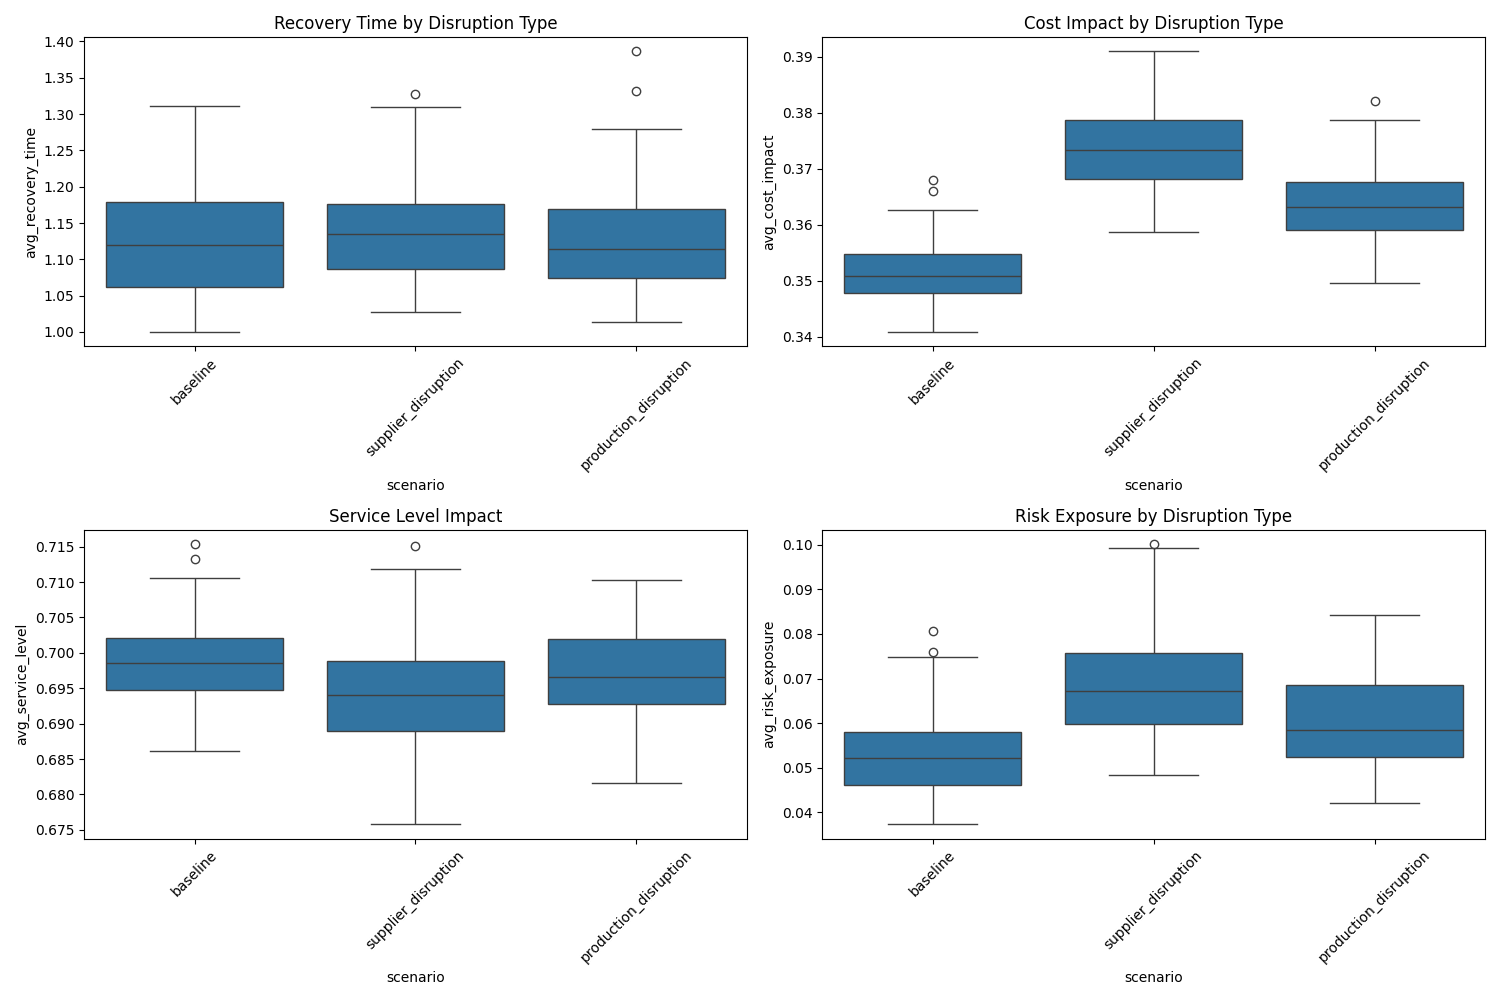 Recovery Time by Disruption Type
avg_recovery_time
1.40
1.35
1.30
1.25
1.20
1.15
1.10
1.05
1.00
baseline
supplier_disruption
production_disruption
scenario
Cost Impact by Disruption Type
avg_cost_impact
0.39
0.38
0.37
0.36
0.35
0.34
baseline
supplier_disruption
production_disruption
scenario
Service Level Impact
avg_service_level
0.715
0.710
0.705
0.700
0.695
0.690
0.685
0.680
0.675
baseline
supplier_disruption
production_disruption
scenario
Risk Exposure by Disruption Type
avg_risk_exposure
0.10
0.09
0.08
0.07
0.06
0.05
0.04
baseline
supplier_disruption
production_disruption
scenario